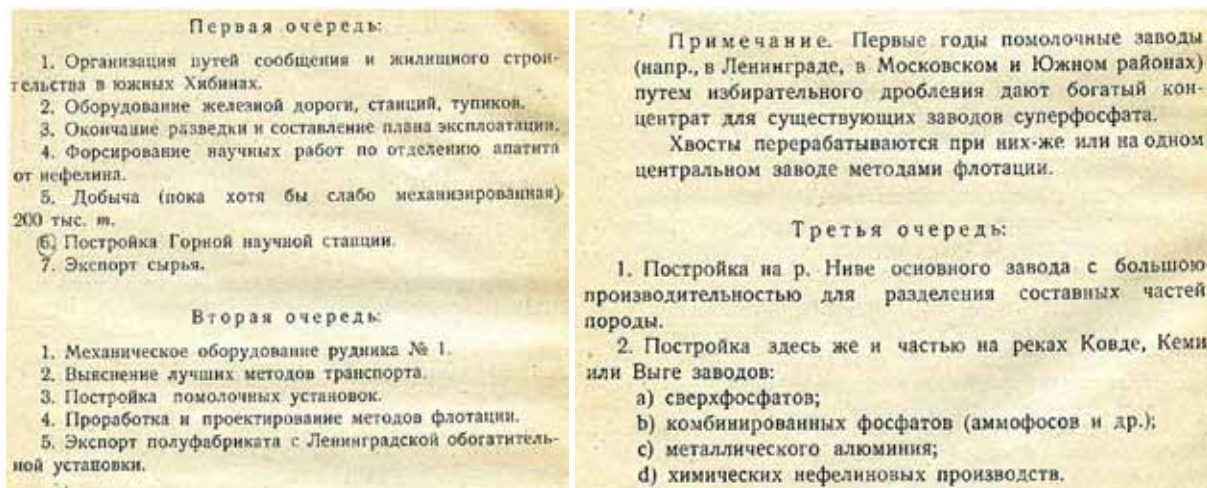 Первая очередь:
1. Организация путей сообщения и жилищного строи-
тельства в южных Хибинах.
2. Оборудование железной дороги, станций, тупиков.
3. Окончание разведки и составление плана эксплоатации.
4. Форсирование научных работ по отделению апатита
от нефелина.
5. Добыча (пока хотя бы слабо механизированная)
200 тыс. т.
6. Постройка Горной научной станции.
7. Экспорт сырья.
Вторая очередь:
1. Механическое оборудование рудника № 1.
2. Выяснение лучших методов транспорта.
3. Постройка помолочных установок.
4. Проработка и проектирование методов флотации.
5. Экспорт полуфабриката с Ленинградской обогатитель-
ной установки.
Примечание. Первые годы помолочные заводы
(напр., в Ленинграде, в Московском и Южном районах)
путем избирательного дробления дают богатый кон-
центрат для существующих заводов суперфосфата.
Хвосты перерабатываются при них-же или на одном
центральном заводе методами флотации.
Третья очередь:
1. Постройка на р. Ниве основного завода с большою
производительностью для разделения составных частей
породы.
2. Постройка здесь же и частью на реках Ковде, Кеми
или Выге заводов:
a) сверхфосфатов;
b) комбинированных фосфатов (аммофосов и др.);
c) металлического алюминия;
d) химических нефелиновых производств.